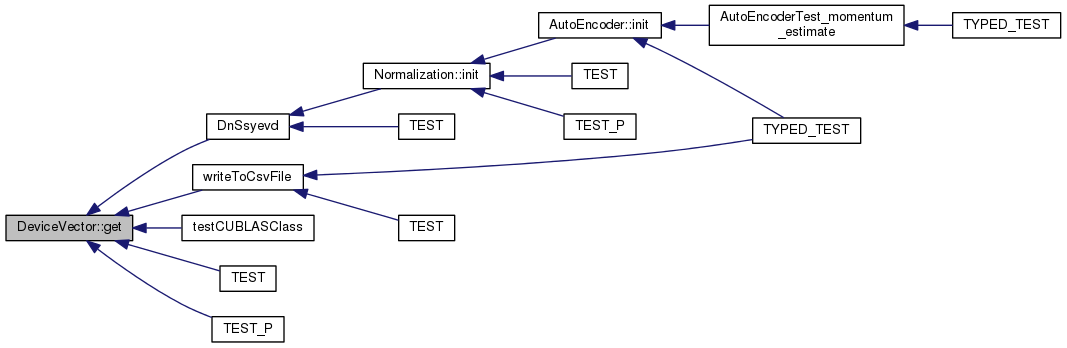 AutoEncoder::init
AutoEncoderTest_momentum
_estimate
TYPED_TEST
Normalization::init
TEST
DnSsyevd
TEST
TEST_P
TYPED_TEST
writeToCsvFile
DeviceVector::get
testCUBLASClass
TEST
TEST
TEST_P